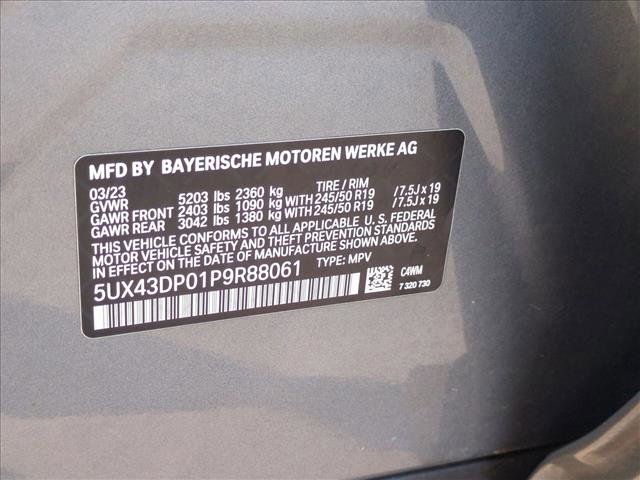 MFD BY BAYERISCHE MOTOREN WERKE AG
03/23 TIRE / RIM
GVWR 5203 lbs 2360 kg
GAWR FRONT 2403 lbs 1090 kg WITH 245/50 R19 / 7.5J x 19
GAWR REAR 3042 lbs 1380 kg WITH 245/50 R19 / 7.5J x 19
THIS VEHICLE CONFORMS TO ALL APPLICABLE U. S. FEDERAL
MOTOR VEHICLE SAFETY AND THEFT PREVENTION STANDARDS
IN EFFECT ON THE DATE OF MANUFACTURE SHOWN ABOVE.
5UX43DP01P9R88061 TYPE: MPV
C4WM
7 320 730